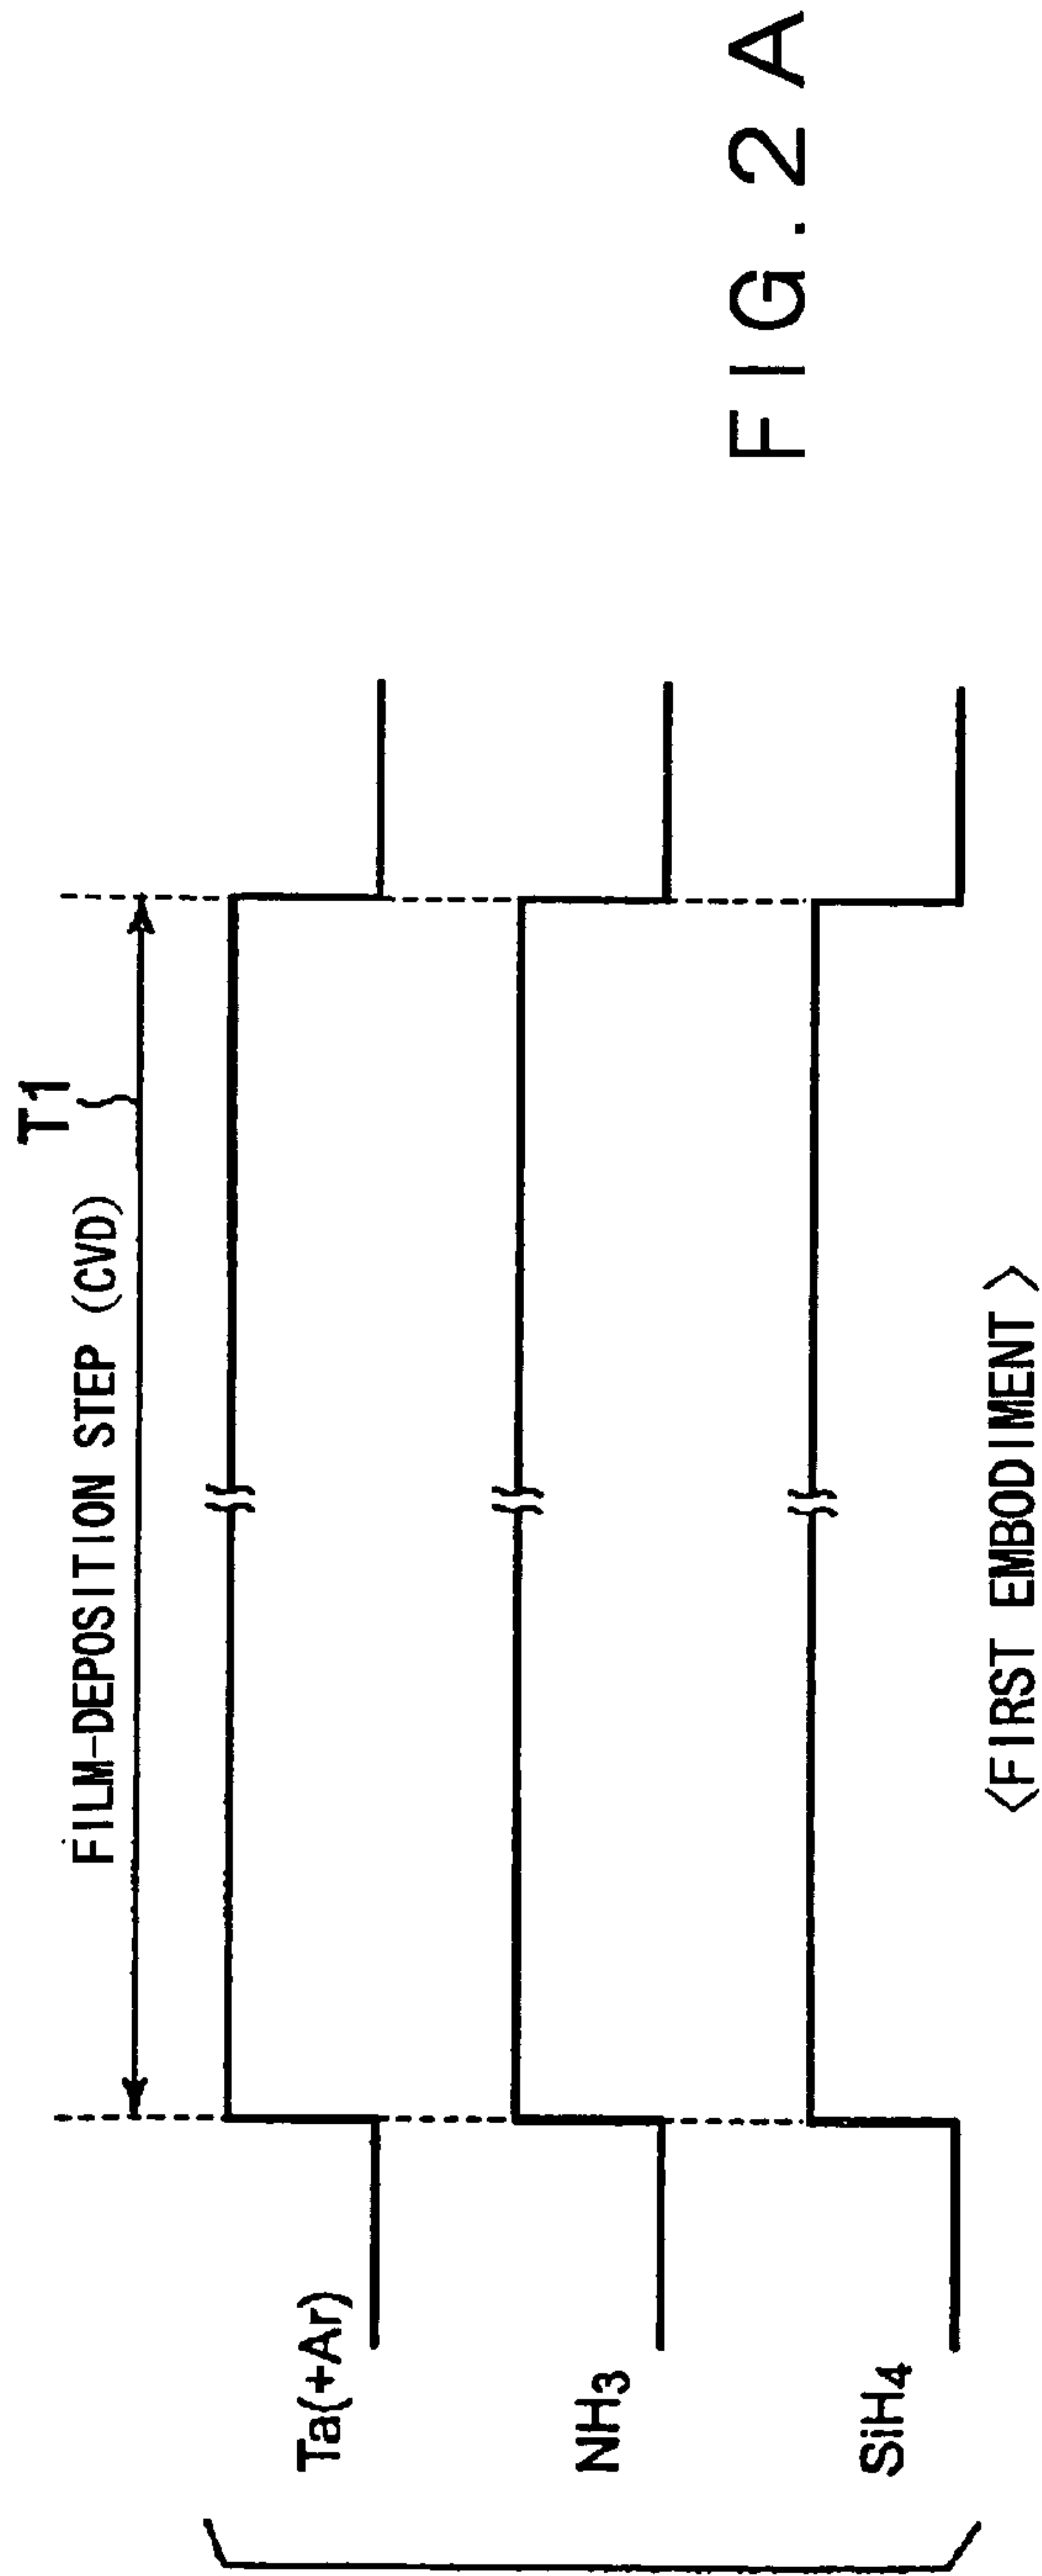 T1
FILM-DEPOSITION STEP (CVD)
Ta(+Ar)
NH3
SiH4
<FIRST EMBODIMENT>
FIG. 2A